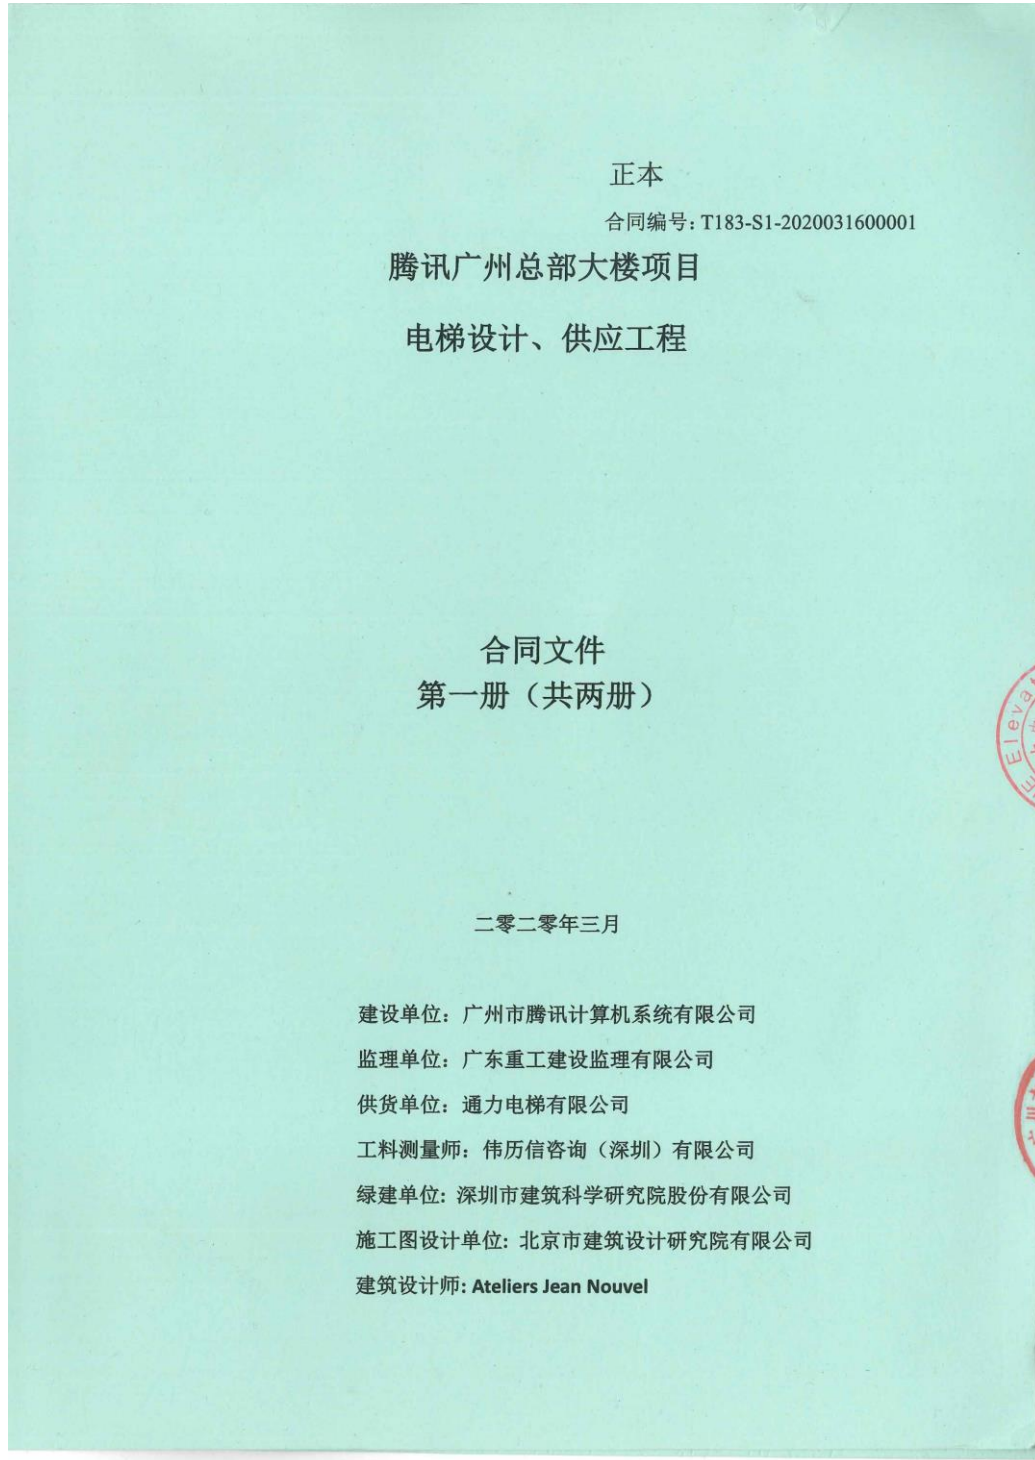 正本
合同编号: T183-S1-2020031600001
腾讯广州总部大楼项目
电梯设计、供应工程
合同文件
第一册（共两册）
Eleva
二零二零年三月
建设单位：广州市腾讯计算机系统有限公司
监理单位：广东重工建设监理有限公司
供货单位：通力电梯有限公司
工料测量师：伟历信咨询（深圳）有限公司
绿建单位: 深圳市建筑科学研究院股份有限公司
施工图设计单位: 北京市建筑设计研究院有限公司
建筑设计师: Ateliers Jean Nouvel